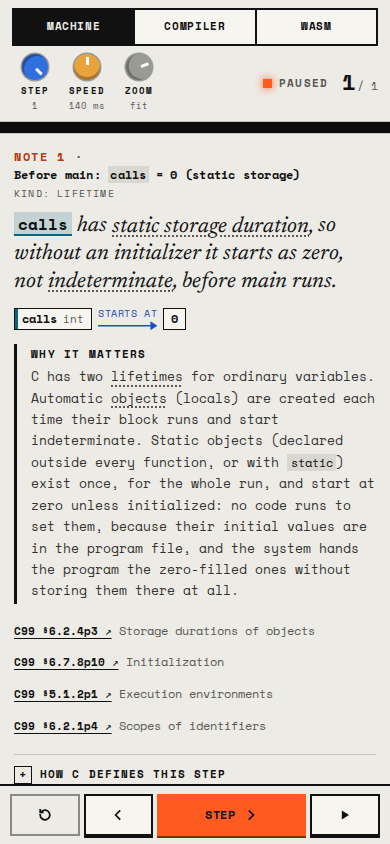 MACHINE COMPILER WASM
STEP SPEED ZOOM
1 140 ms fit
PAUSED 1 / 1
NOTE 1 ·
Before main: calls = 0 (static storage)
KIND: LIFETIME
calls has static storage duration, so
without an initializer it starts as zero,
not indeterminate, before main runs.
calls int STARTS AT 0
WHY IT MATTERS
C has two lifetimes for ordinary variables.
Automatic objects (locals) are created each
time their block runs and start
indeterminate. Static objects (declared
outside every function, or with static)
exist once, for the whole run, and start at
zero unless initialized: no code runs to
set them, because their initial values are
in the program file, and the system hands
the program the zero-filled ones without
storing them there at all.
C99 §6.2.4p3 ↗ Storage durations of objects
C99 §6.7.8p10 ↗ Initialization
C99 §5.1.2p1 ↗ Execution environments
C99 §6.2.1p4 ↗ Scopes of identifiers
+ HOW C DEFINES THIS STEP
STEP